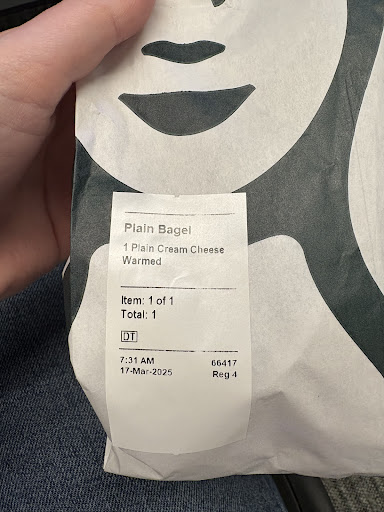 Plain Bagel
1 Plain Cream Cheese
Warmed
Item: 1 of 1
Total: 1
DT
7:31 AM 66417
17-Mar-2025 Reg 4